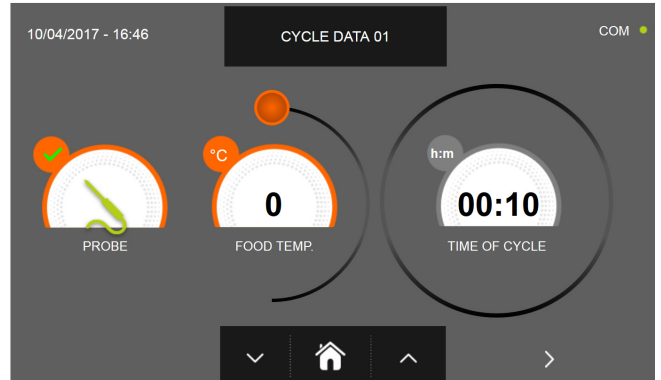 10/04/2017 - 16:46
CYCLE DATA 01
COM
°C
h:m
0
00:10
PROBE
FOOD TEMP.
TIME OF CYCLE